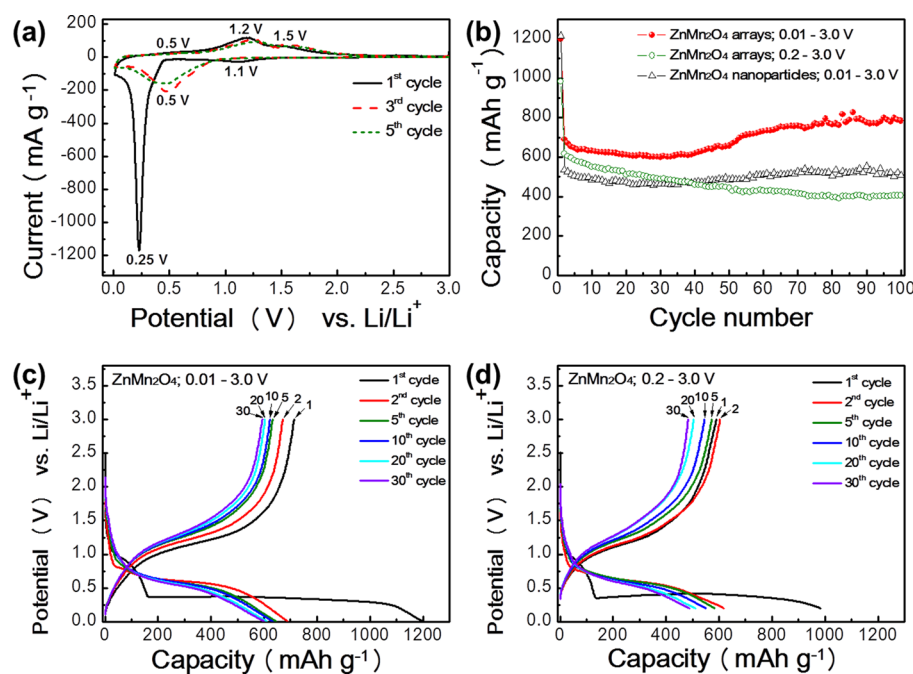 (a)
200
0
-200
-400
-600
-800
-1000
-1200
0.0 0.5 1.0 1.5 2.0 2.5 3.0
Current ( mA g⁻¹ )
Potential ( V ) vs. Li/Li⁺
0.5 V
1.2 V
1.5 V
1.1 V
0.5 V
0.25 V
1ˢᵗ cycle
3ʳᵈ cycle
5ᵗʰ cycle
(b)
1200
1000
800
600
400
200
0
0 10 20 30 40 50 60 70 80 90 100
Capacity ( mAh g⁻¹ )
Cycle number
ZnMn₂O₄ arrays; 0.01 - 3.0 V
ZnMn₂O₄ arrays; 0.2 - 3.0 V
ZnMn₂O₄ nanoparticles; 0.01 - 3.0 V
(c)
ZnMn₂O₄; 0.01 - 3.0 V
3.5
3.0
2.5
2.0
1.5
1.0
0.5
0.0
0 200 400 600 800 1000 1200
Potential ( V ) vs. Li/Li⁺
Capacity ( mAh g⁻¹ )
30 20 10 5 2 1
1ˢᵗ cycle
2ⁿᵈ cycle
5ᵗʰ cycle
10ᵗʰ cycle
20ᵗʰ cycle
30ᵗʰ cycle
(d)
ZnMn₂O₄; 0.2 - 3.0 V
3.5
3.0
2.5
2.0
1.5
1.0
0.5
0.0
0 200 400 600 800 1000 1200
Potential ( V ) vs. Li/Li⁺
Capacity ( mAh g⁻¹ )
30 20 10 5 1 2
1ˢᵗ cycle
2ⁿᵈ cycle
5ᵗʰ cycle
10ᵗʰ cycle
20ᵗʰ cycle
30ᵗʰ cycle